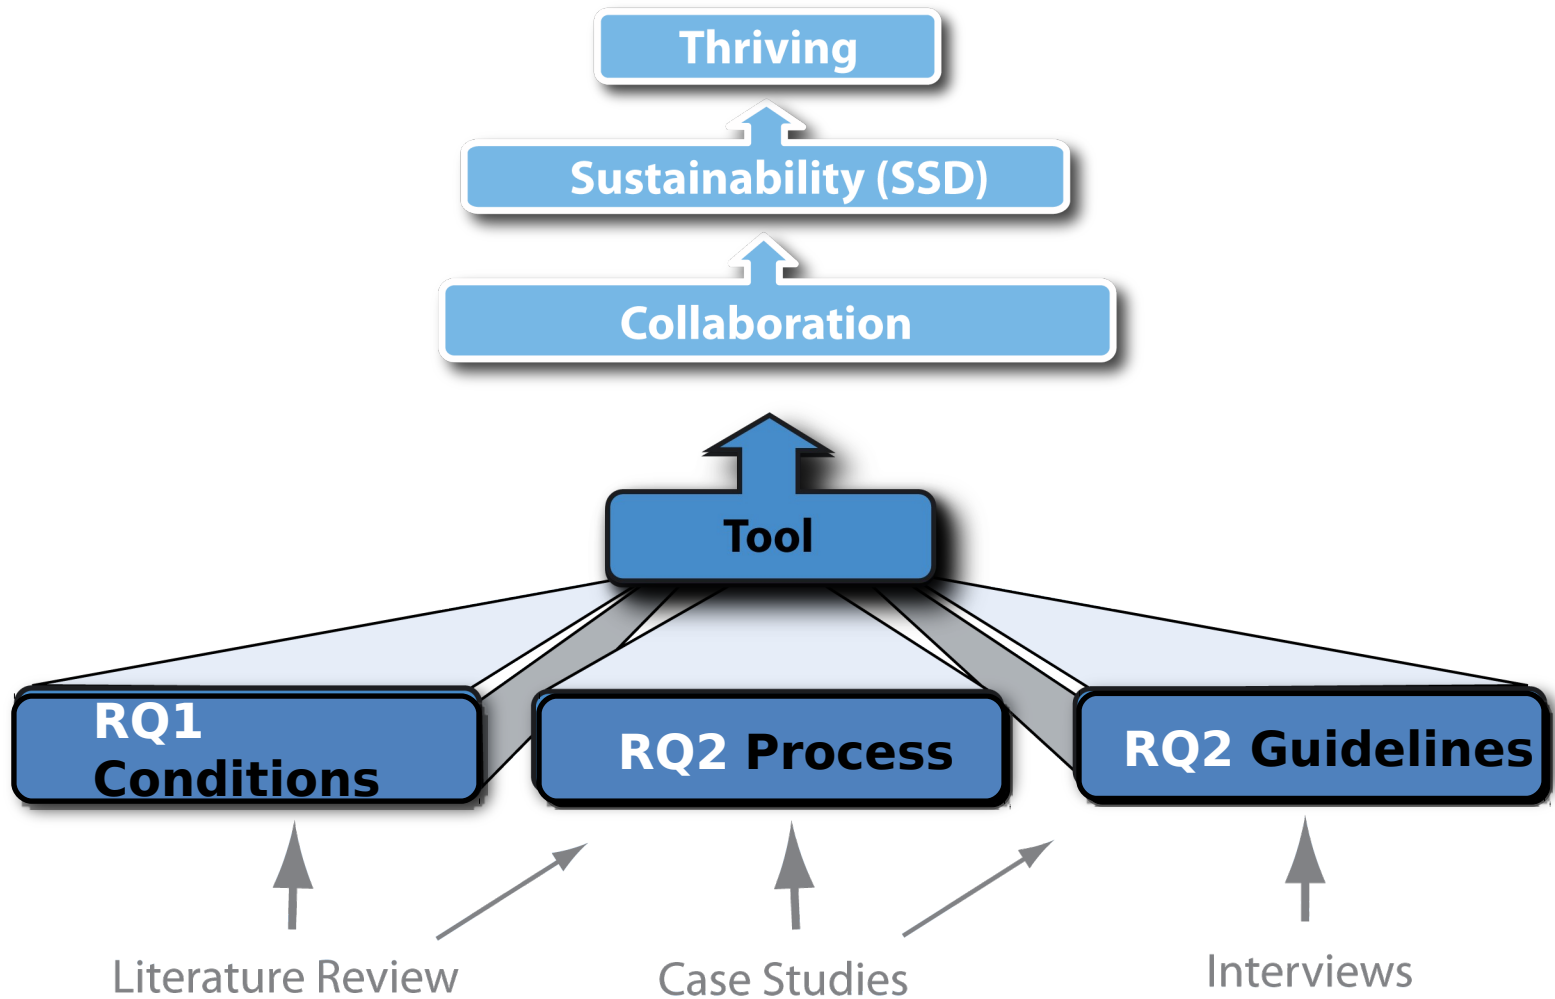 Thriving
Sustainability (SSD)
Collaboration
Tool
RQ1
Conditions
RQ2 Process
RQ2 Guidelines
Literature Review
Case Studies
Interviews